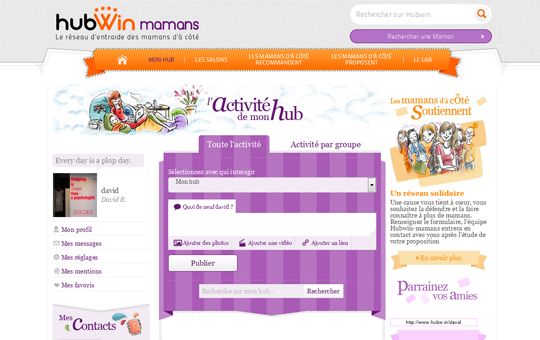 hubWin mamans
Le réseau d'entraide des mamans d'à côté
Rechercher sur Hubwin...
Rechercher une Maman
MON HUB
LES SALONS
LES MAMANS D'À CÔTÉ
RECOMMANDENT
LES MAMANS D'À CÔTÉ
PROPOSENT
LE LAB
l'activité
de mon hub
Les mamans d'à côté
Soutiennent
Every day is a plop day.
david
David R.
Mon profil
Mes messages
Mes réglages
Mes mentions
Mes favoris
Mes
Contacts
Toute l'activité
Activité par groupe
Sélectionnez avec qui interagir
Mon hub
Quoi de neuf david ?
Ajouter des photos
Ajouter une vidéo
Ajouter un lien
Publier
Recherche sur mon hub...
Rechercher
Un réseau solidaire
Une cause vous tient à cœur, vous
souhaitez la défendre et la faire
connaître à plus de mamans.
Renseignez le formulaire, l'équipe
Hubwin-mamans entrera en
contact avec vous après l'étude de
votre proposition
> En savoir plus
Parrainez
vos amies
http://www.hubw.in/david